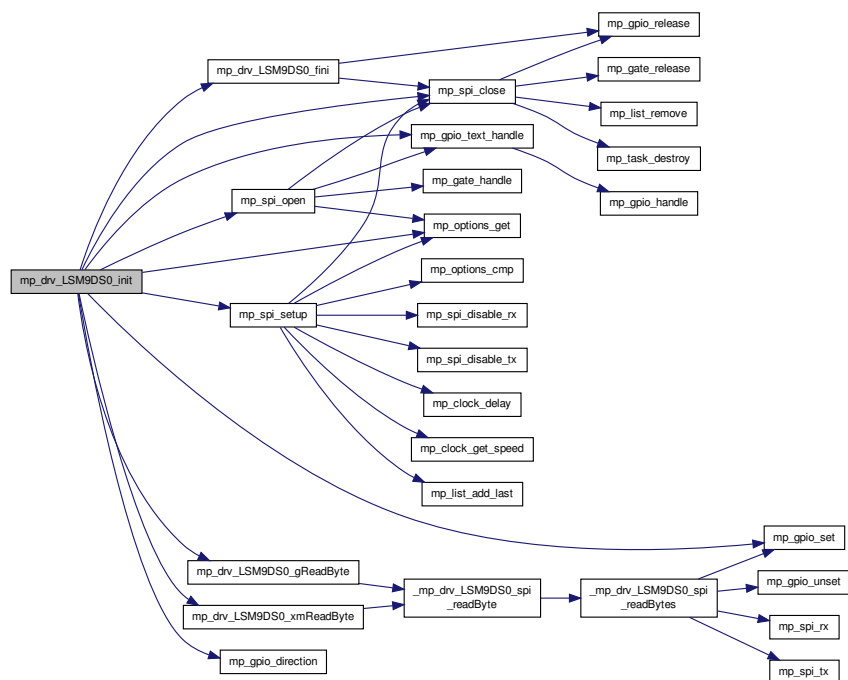 mp_drv_LSM9DS0_init
mp_drv_LSM9DS0_fini
mp_spi_open
mp_spi_setup
mp_drv_LSM9DS0_gReadByte
mp_drv_LSM9DS0_xmReadByte
mp_gpio_direction
mp_spi_close
mp_gpio_text_handle
mp_gate_handle
mp_options_get
mp_options_cmp
mp_spi_disable_rx
mp_spi_disable_tx
mp_clock_delay
mp_clock_get_speed
mp_list_add_last
_mp_drv_LSM9DS0_spi
_readByte
_mp_drv_LSM9DS0_spi
_readBytes
mp_gpio_release
mp_gate_release
mp_list_remove
mp_task_destroy
mp_gpio_handle
mp_gpio_set
mp_gpio_unset
mp_spi_rx
mp_spi_tx